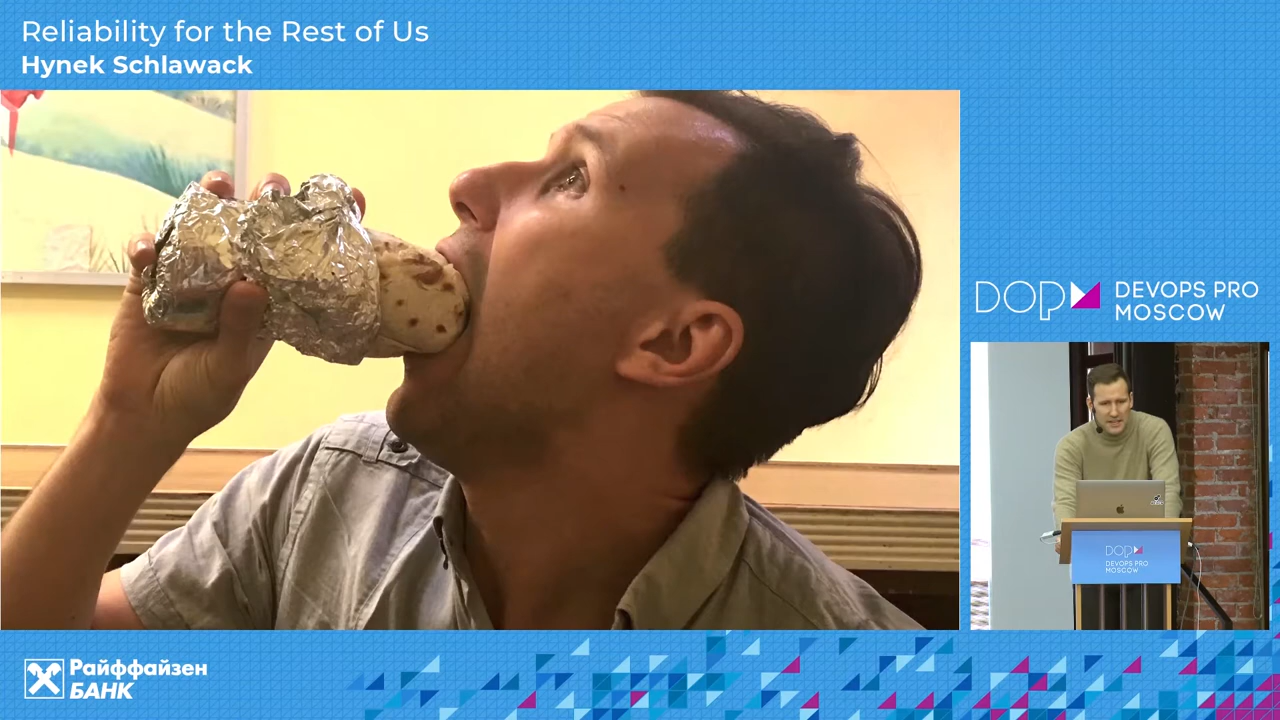 Reliability for the Rest of Us
Hynek Schlawack
DOP
DEVOPS PRO
MOSCOW
DOP
DEVOPS PRO
MOSCOW
Райффайзен
БАНК